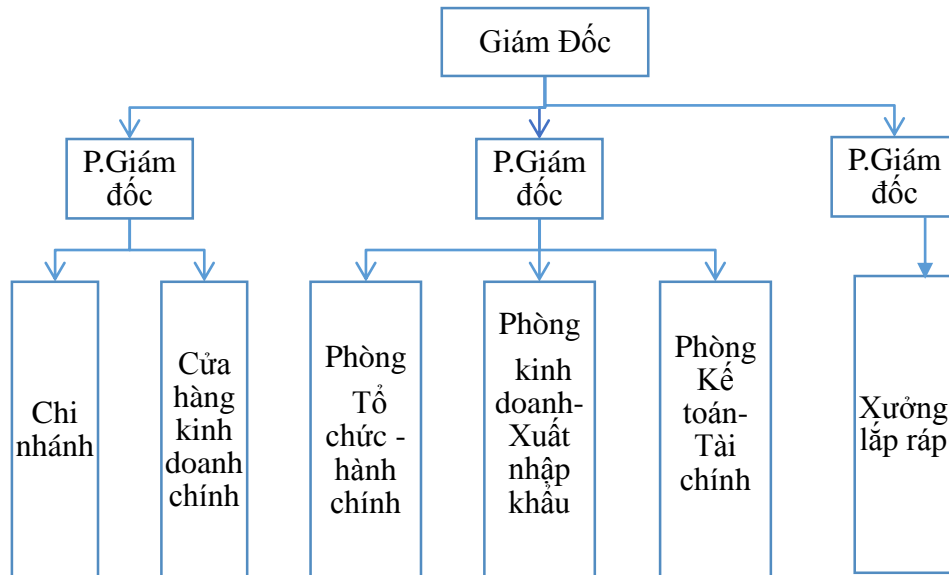 Giám Đốc
P.Giám
đốc
P.Giám
đốc
P.Giám
đốc
Chi
nhánh
Cửa
hàng
kinh
doanh
chính
Phòng
Tổ
chức -
hành
chính
Phòng
kinh
doanh-
Xuất
nhập
khẩu
Phòng
Kế
toán-
Tài
chính
Xưởng
lắp ráp